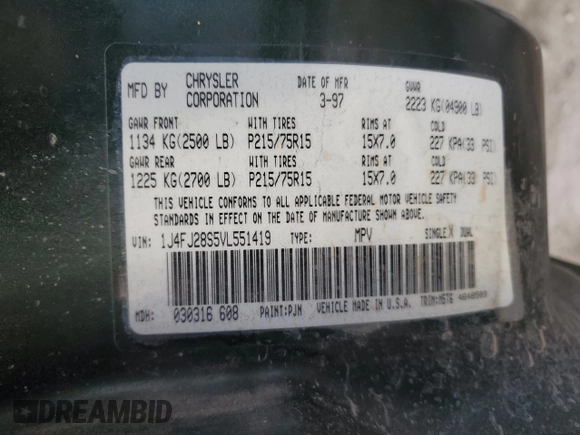 MFD BY CHRYSLER CORPORATION DATE OF MFR 3-97 GVWR 2223 KG(04900 LB)
GAWR FRONT WITH TIRES RIMS AT COLD
1134 KG(2500 LB) P215/75R15 15X7.0 227 KPA(33 PSI)
GAWR REAR WITH TIRES RIMS AT COLD
1225 KG(2700 LB) P215/75R15 15X7.0 227 KPA(33 PSI)
THIS VEHICLE CONFORMS TO ALL APPLICABLE FEDERAL MOTOR VEHICLE SAFETY
STANDARDS IN EFFECT ON THE DATE OF MANUFACTURE SHOWN ABOVE.
VIN: 1J4FJ28S5VL551419 TYPE: MPV SINGLE X DUAL
MDH: 030316 608 PAINT:PJN VEHICLE MADE IN U.S.A. TRIM:M5T6
DREAMBID